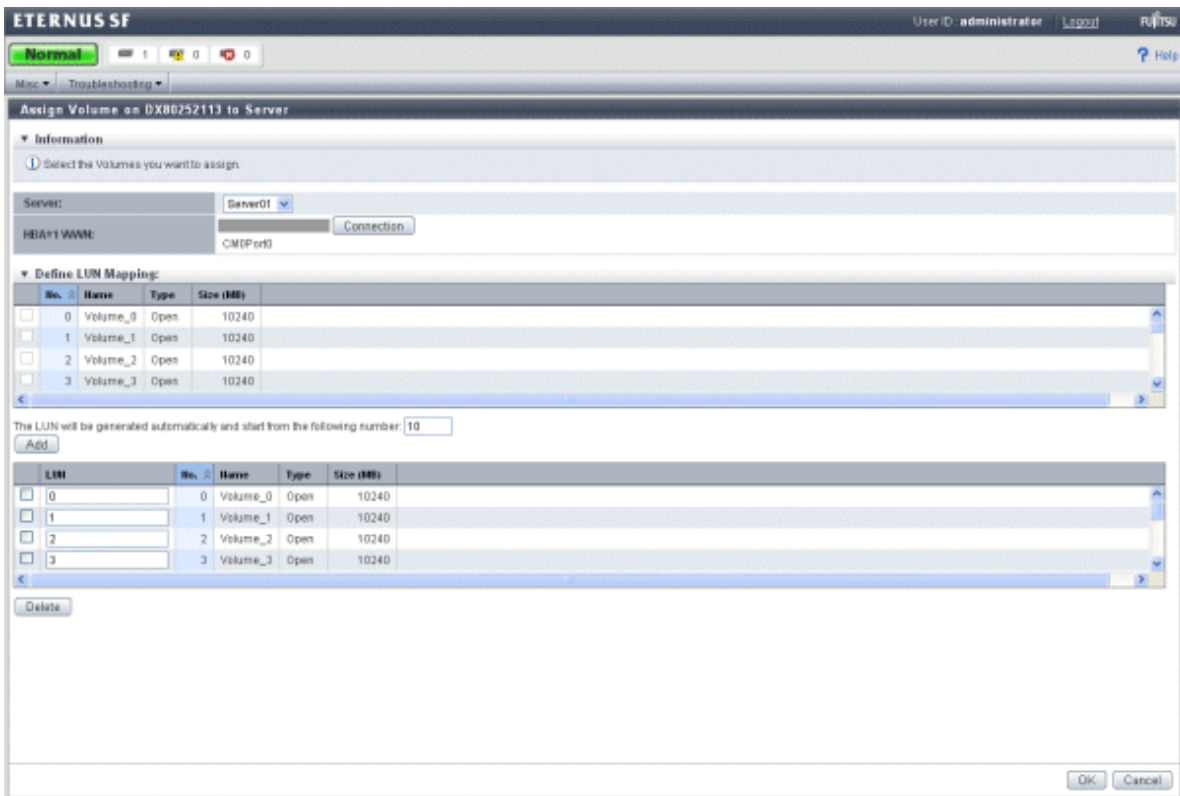 ETERNUS SF User ID: administrator Logout FUJITSU
Normal 1 0 0 Help
Misc Troubleshooting
Assign Volume on DX80252113 to Server
Information
Select the Volumes you want to assign.
Server: Server01
HBA#1 WWN: Connection
CM0Port0
Define LUN Mapping:
No. Name Type Size (MB)
0 Volume_0 Open 10240
1 Volume_1 Open 10240
2 Volume_2 Open 10240
3 Volume_3 Open 10240
The LUN will be generated automatically and start from the following number: 10
Add
LUN No. Name Type Size (MB)
0 0 Volume_0 Open 10240
1 1 Volume_1 Open 10240
2 2 Volume_2 Open 10240
3 3 Volume_3 Open 10240
Delete
OK Cancel